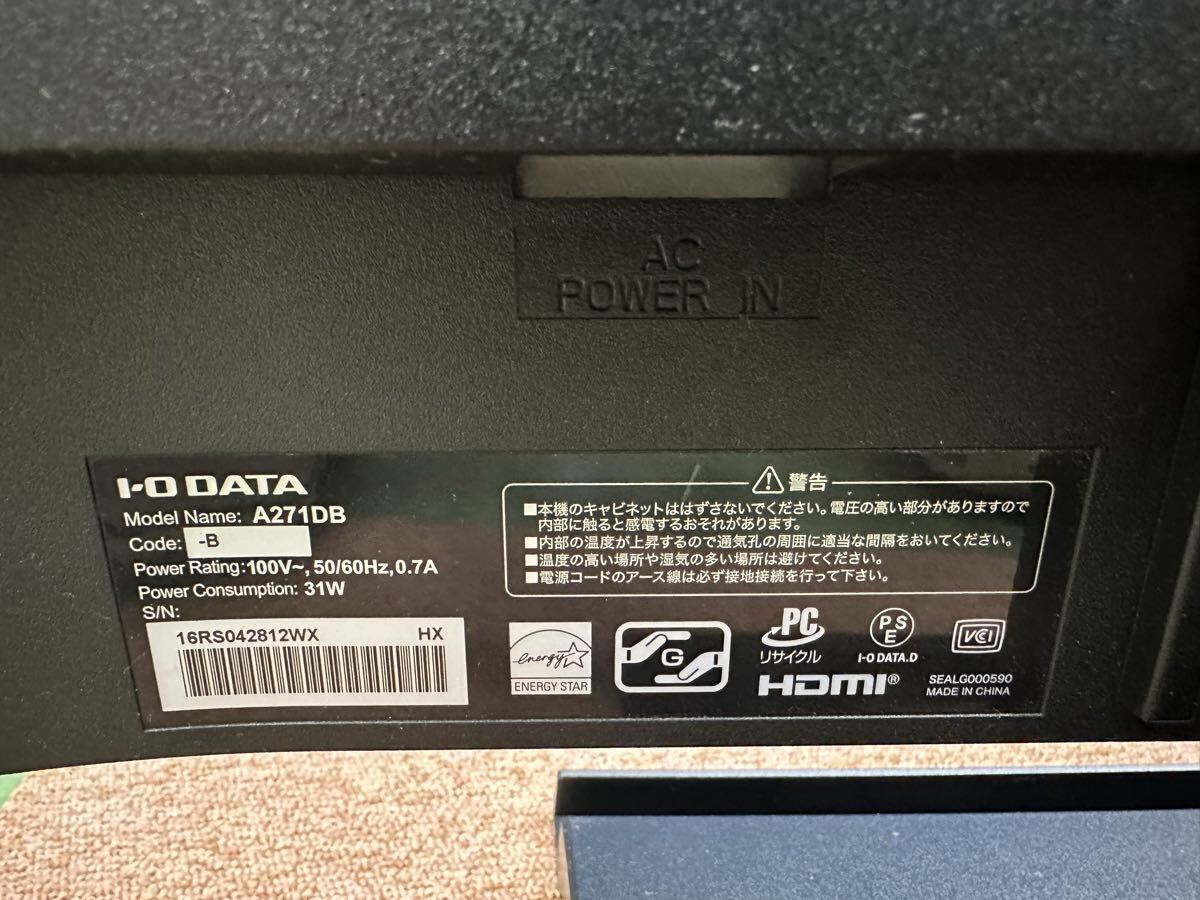 AC
POWER IN
I-O DATA
Model Name: A271DB
Code: -B
Power Rating:100V~, 50/60Hz, 0.7A
Power Consumption: 31W
S/N:
16RS042812WX HX
警告
■本機のキャビネットははずさないでください。電圧の高い部分がありますので
内部に触ると感電するおそれがあります。
■内部の温度が上昇するので通気孔の周囲に適当な間隔をおいてください。
■温度の高い場所や湿気の多い場所は避けてください。
■電源コードのアース線は必ず接地接続を行って下さい。
energy
ENERGY STAR
G
PC
リサイクル
PS
E
I-O DATA.D
VCI
HDMI®
SEALG000590
MADE IN CHINA